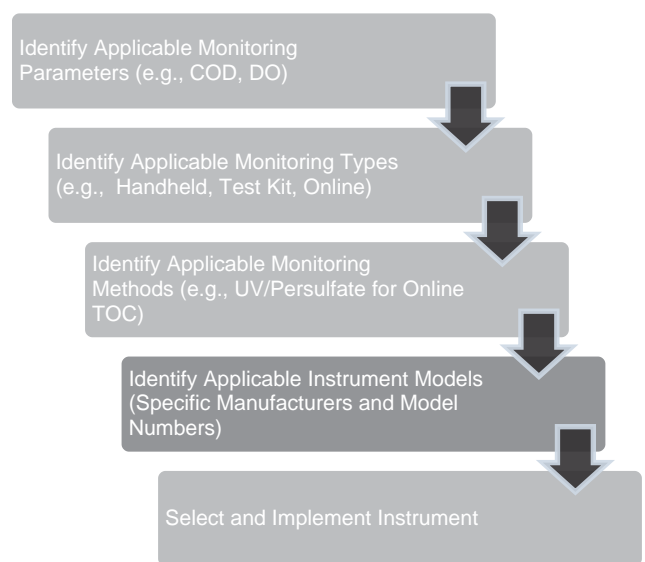 Identify Applicable Monitoring
Parameters (e.g., COD, DO)
Identify Applicable Monitoring Types
(e.g., Handheld, Test Kit, Online)
Identify Applicable Monitoring
Methods (e.g., UV/Persulfate for Online
TOC)
Identify Applicable Instrument Models
(Specific Manufacturers and Model
Numbers)
Select and Implement Instrument